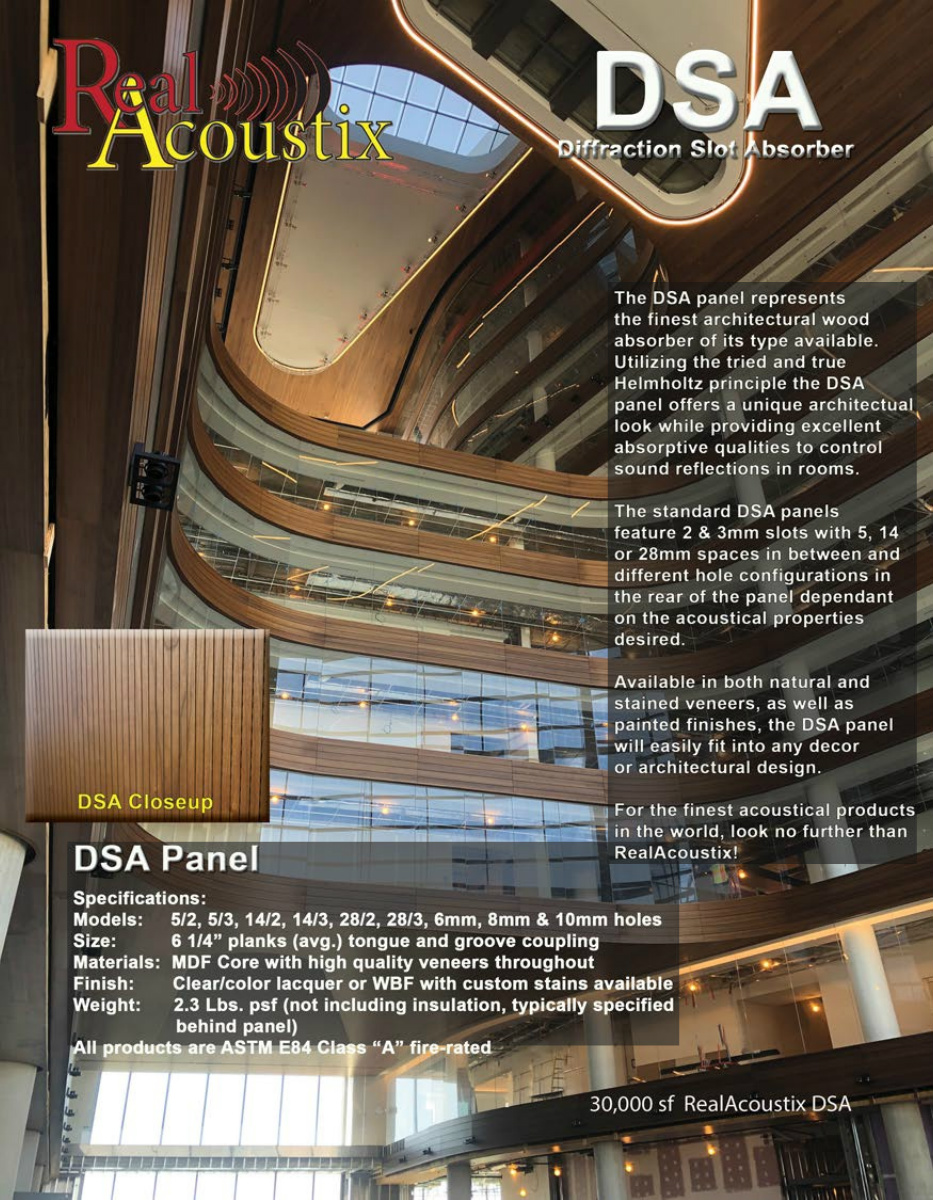 Real
Acoustix
DSA
Diffraction Slot Absorber
The DSA panel represents
the finest architectural wood
absorber of its type available.
Utilizing the tried and true
Helmholtz principle the DSA
panel offers a unique architectual
look while providing excellent
absorptive qualities to control
sound reflections in rooms.
The standard DSA panels
feature 2 & 3mm slots with 5, 14
or 28mm spaces in between and
different hole configurations in
the rear of the panel dependant
on the acoustical properties
desired.
Available in both natural and
stained veneers, as well as
painted finishes, the DSA panel
will easily fit into any decor
or architectural design.
For the finest acoustical products
in the world, look no further than
RealAcoustix!
DSA Closeup
DSA Panel
Specifications:
Models: 5/2, 5/3, 14/2, 14/3, 28/2, 28/3, 6mm, 8mm & 10mm holes
Size: 6 1/4” planks (avg.) tongue and groove coupling
Materials: MDF Core with high quality veneers throughout
Finish: Clear/color lacquer or WBF with custom stains available
Weight: 2.3 Lbs. psf (not including insulation, typically specified
behind panel)
All products are ASTM E84 Class “A” fire-rated
30,000 sf RealAcoustix DSA